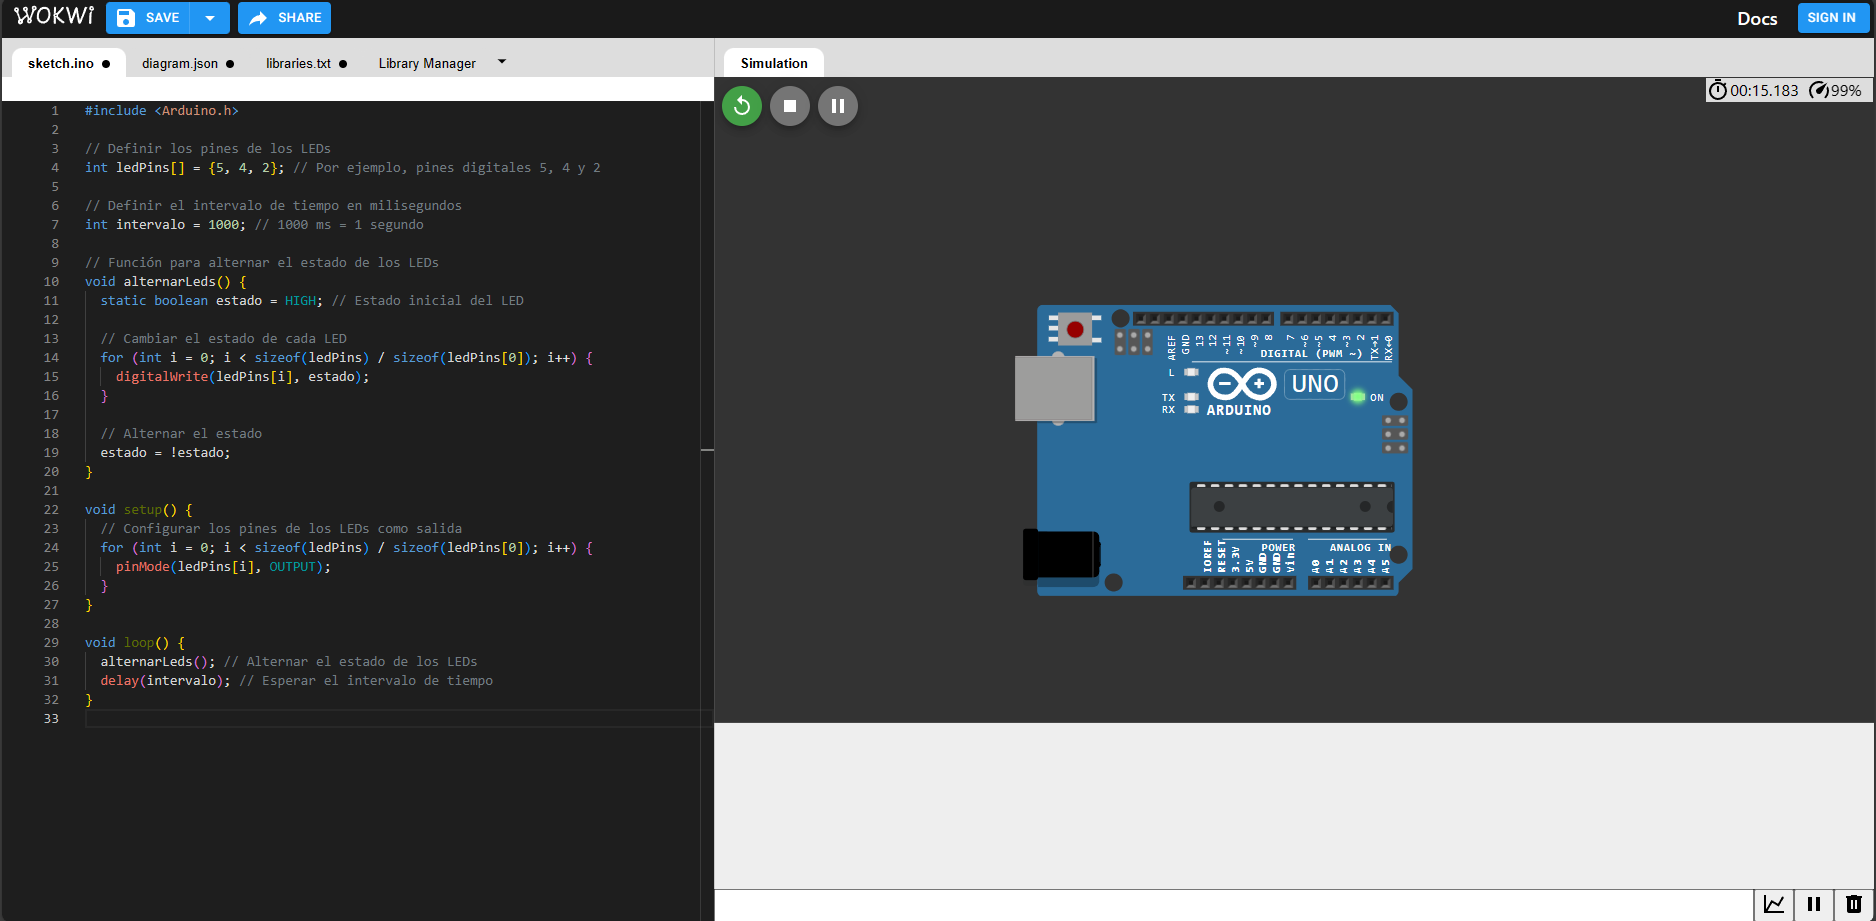 WOKWi SAVE SHARE Docs SIGN IN
sketch.ino ● diagram.json ● libraries.txt ● Library Manager
1 #include <Arduino.h>
2
3 // Definir los pines de los LEDs
4 int ledPins[] = {5, 4, 2}; // Por ejemplo, pines digitales 5, 4 y 2
5
6 // Definir el intervalo de tiempo en milisegundos
7 int intervalo = 1000; // 1000 ms = 1 segundo
8
9 // Función para alternar el estado de los LEDs
10 void alternarLeds() {
11 static boolean estado = HIGH; // Estado inicial del LED
12
13 // Cambiar el estado de cada LED
14 for (int i = 0; i < sizeof(ledPins) / sizeof(ledPins[0]); i++) {
15 digitalWrite(ledPins[i], estado);
16 }
17
18 // Alternar el estado
19 estado = !estado;
20 }
21
22 void setup() {
23 // Configurar los pines de los LEDs como salida
24 for (int i = 0; i < sizeof(ledPins) / sizeof(ledPins[0]); i++) {
25 pinMode(ledPins[i], OUTPUT);
26 }
27 }
28
29 void loop() {
30 alternarLeds(); // Alternar el estado de los LEDs
31 delay(intervalo); // Esperar el intervalo de tiempo
32 }
33
Simulation
00:15.183 99%
AREF GND 13 12 ~11 ~10 ~9 8 7 ~6 ~5 4 ~3 2 TX→1 RX←0
DIGITAL (PWM ~)
L
UNO
TX ON
RX ARDUINO
POWER ANALOG IN
IOREF RESET 3.3V 5V GND GND Vin A0 A1 A2 A3 A4 A5